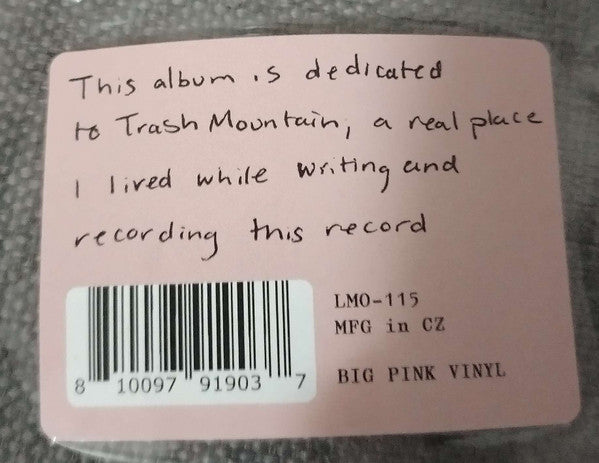 This album is dedicated
to Trash Mountain, a real place
I lived while writing and
recording this record
LMO-115
MFG in CZ
BIG PINK VINYL
8 10097 91903 7